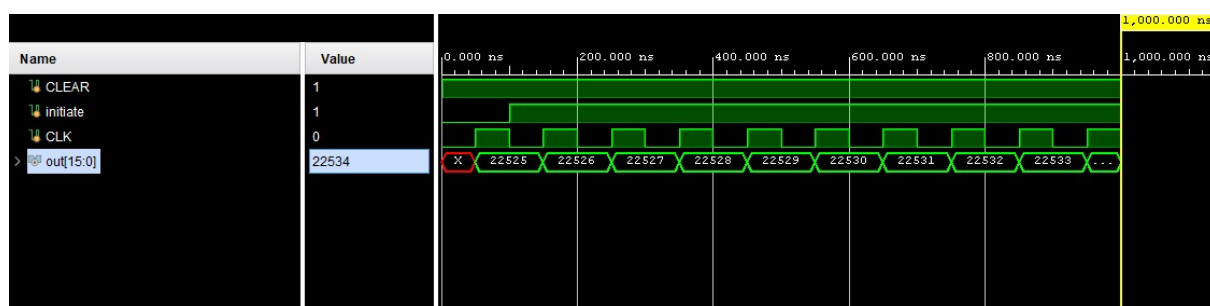 1,000.000 ns
Name Value 0.000 ns 200.000 ns 400.000 ns 600.000 ns 800.000 ns 1,000.000 ns
CLEAR 1
initiate 1
CLK 0
> out[15:0] 22534 X 22525 22526 22527 22528 22529 22530 22531 22532 22533 ...